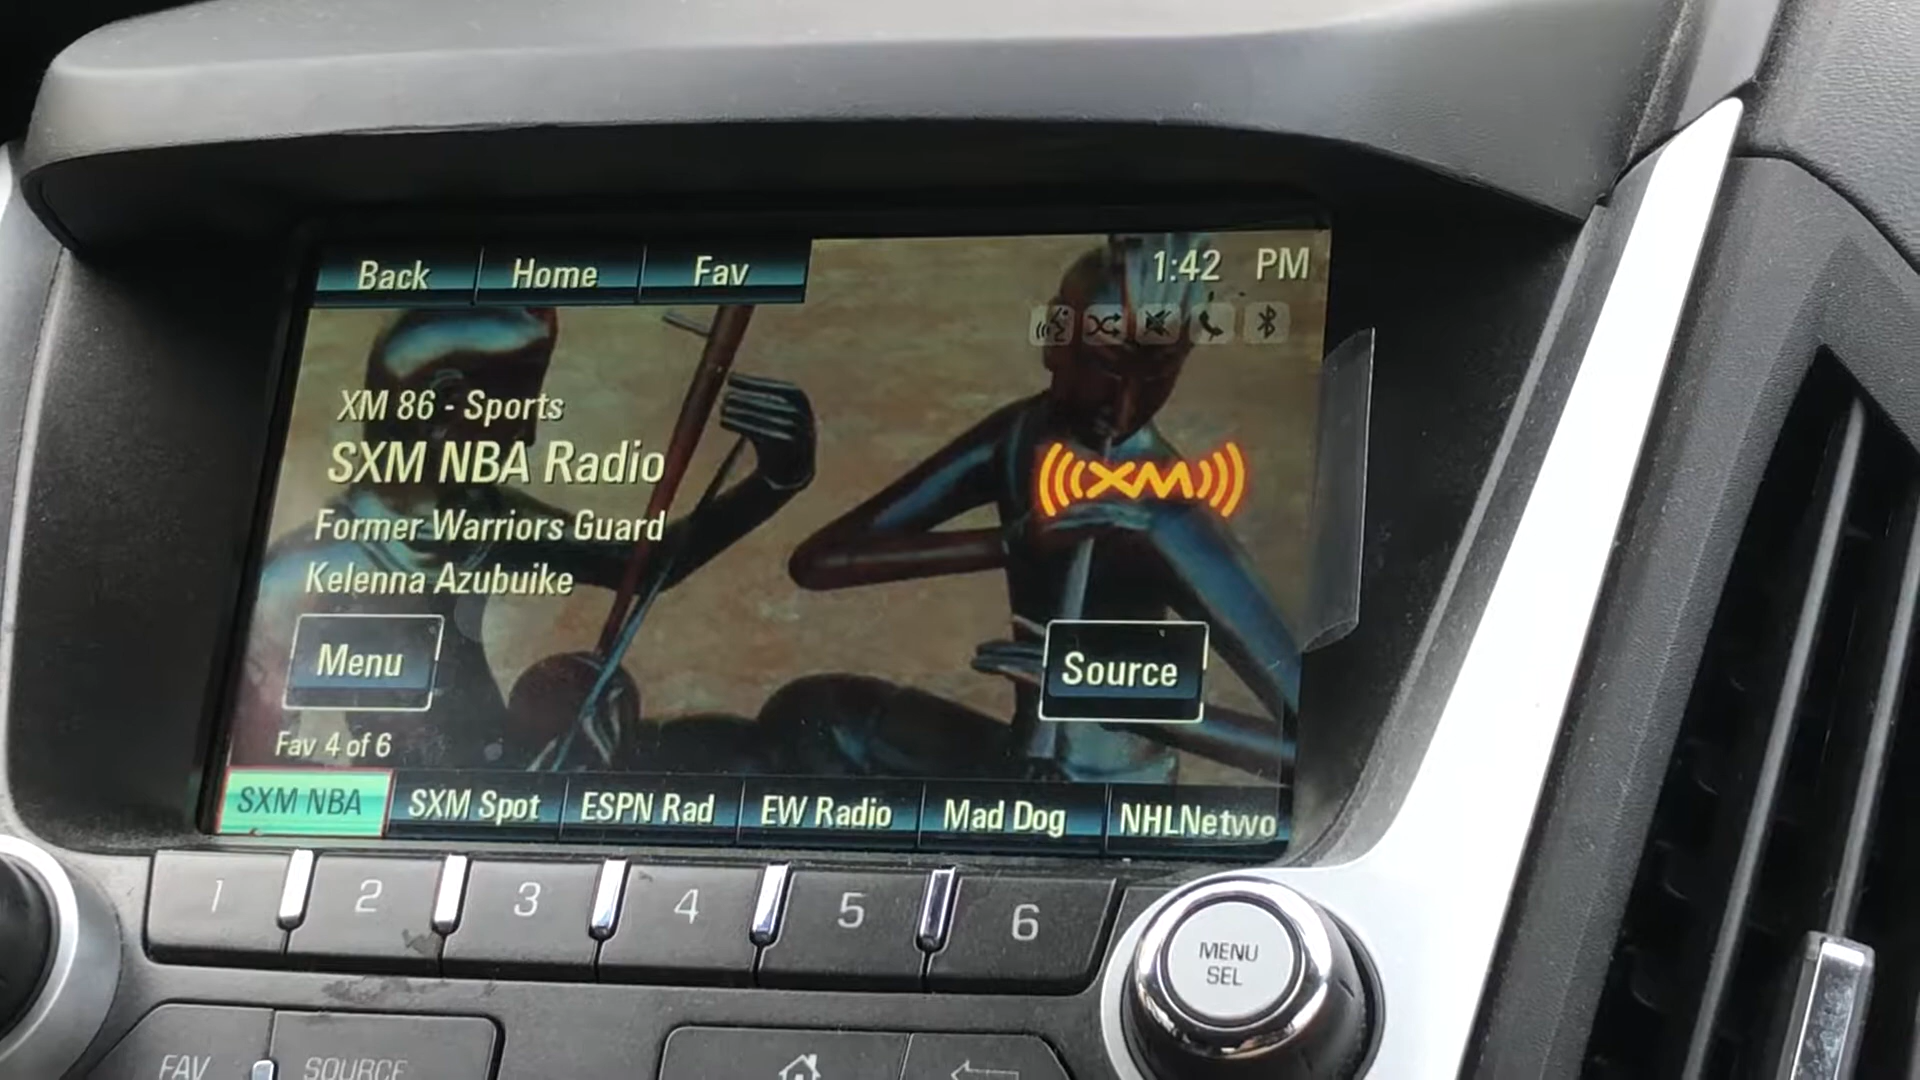 Back Home Fav
1:42 PM
XM 86 - Sports
SXM NBA Radio
Former Warriors Guard
Kelenna Azubuike
XM
Menu
Source
Fav 4 of 6
SXM NBA SXM Spot ESPN Rad EW Radio Mad Dog NHLNetwo
1 2 3 4 5 6
MENU
SEL
FAV SOURCE